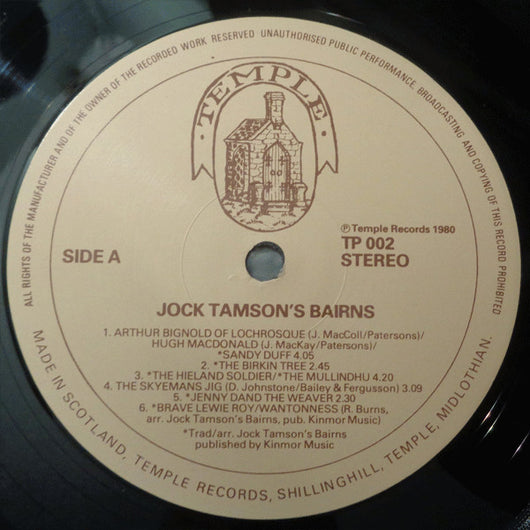 ALL RIGHTS OF THE MANUFACTURER AND OF THE OWNER OF THE RECORDED WORK RESERVED UNAUTHORISED PUBLIC PERFORMANCE, BROADCASTING AND COPYING OF THIS RECORD PROHIBITED
· TEMPLE ·
℗ Temple Records 1980
SIDE A
TP 002
STEREO
JOCK TAMSON'S BAIRNS
1. ARTHUR BIGNOLD OF LOCHROSQUE (J. MacColl/Patersons)/
HUGH MACDONALD (J. MacKay/Patersons)/
*SANDY DUFF 4.05
2. *THE BIRKIN TREE 2.45
3. *THE HIELAND SOLDIER/*THE MULLINDHU 4.20
4. THE SKYEMANS JIG (D. Johnstone/Bailey & Fergusson) 3.09
5. *JENNY DAND THE WEAVER 2.30
6. *BRAVE LEWIE ROY/WANTONNESS (R. Burns,
arr. Jock Tamson's Bairns, pub. Kinmor Music)
*Trad/arr. Jock Tamson's Bairns
published by Kinmor Music
MADE IN SCOTLAND, TEMPLE RECORDS, SHILLINGHILL, TEMPLE, MIDLOTHIAN.